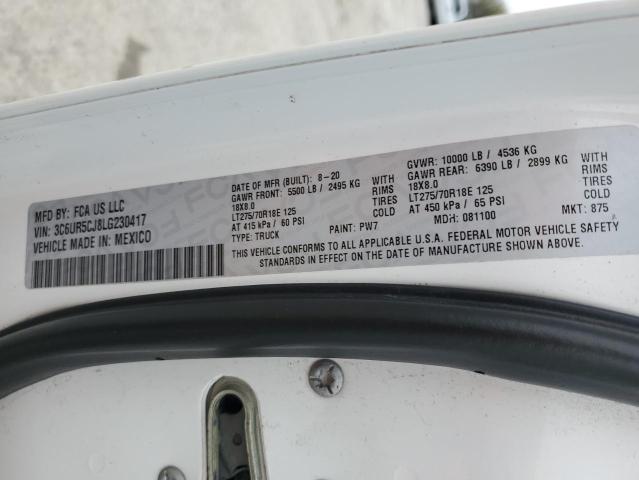 MFD BY: FCA US LLC
VIN: 3C6UR5CJ8LG230417
VEHICLE MADE IN: MEXICO
DATE OF MFR (BUILT): 8-20
GAWR FRONT: 5500 LB / 2495 KG WITH
18X8.0 RIMS
LT275/70R18E 125 TIRES
AT 415 kPa / 60 PSI COLD
TYPE: TRUCK PAINT: PW7
GVWR: 10000 LB / 4536 KG
GAWR REAR: 6390 LB / 2899 KG WITH
18X8.0 RIMS
LT275/70R18E 125 TIRES
AT 450 kPa / 65 PSI COLD
MDH: 081100 MKT: 875
THIS VEHICLE CONFORMS TO ALL APPLICABLE U.S.A. FEDERAL MOTOR VEHICLE SAFETY
STANDARDS IN EFFECT ON THE DATE OF MANUFACTURE SHOWN ABOVE.